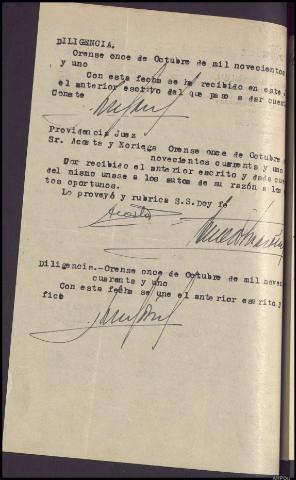 DILIGENCIA.
Orense once de Octubre de mil novecientos
y uno
Con esta fecha se ha recibido en este
el anterior escrito del que paso a dar cuent
Conste
Providencia Juez
Sr. Acosta y Noriega Orense once de Octubre d
novecientos cuarenta y uno
Por recibido el anterior escrito y dada cuen
del mismo unase a los autos de su razón a los
tos oportunos.
Lo proveyó y rubrica S.S. Doy fe
Acosta
Diligencia.-Orense once de Octubre de mil novec
cuarenta y uno
Con esta fecha se une el anterior escrito.
fico